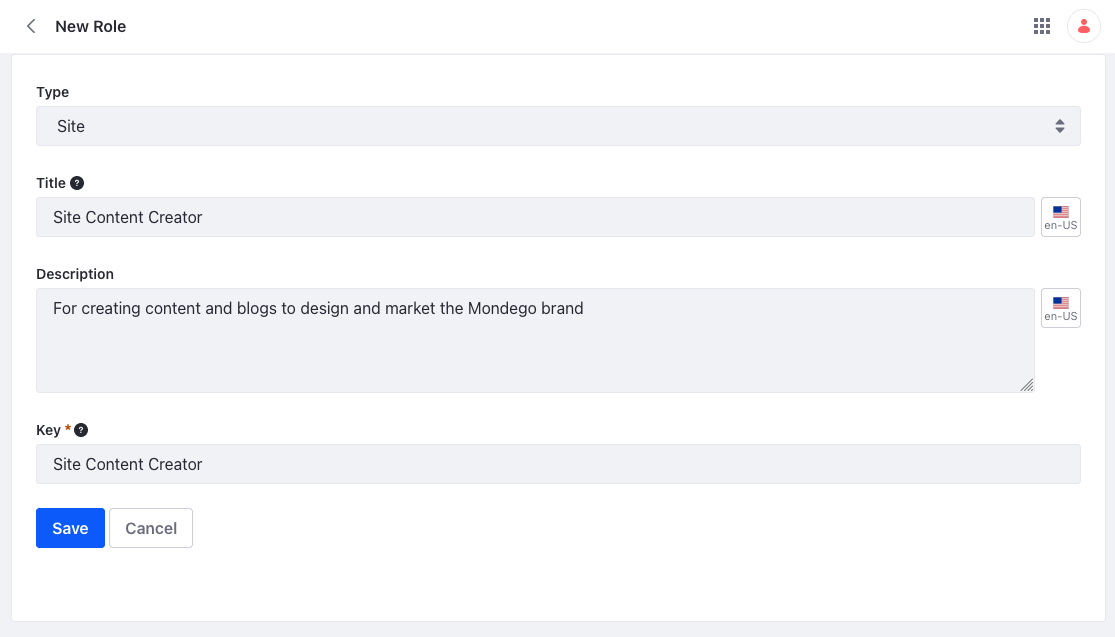 New Role
Type
Site
Title ?
Site Content Creator
en-US
Description
For creating content and blogs to design and market the Mondego brand
en-US
Key * ?
Site Content Creator
Save Cancel